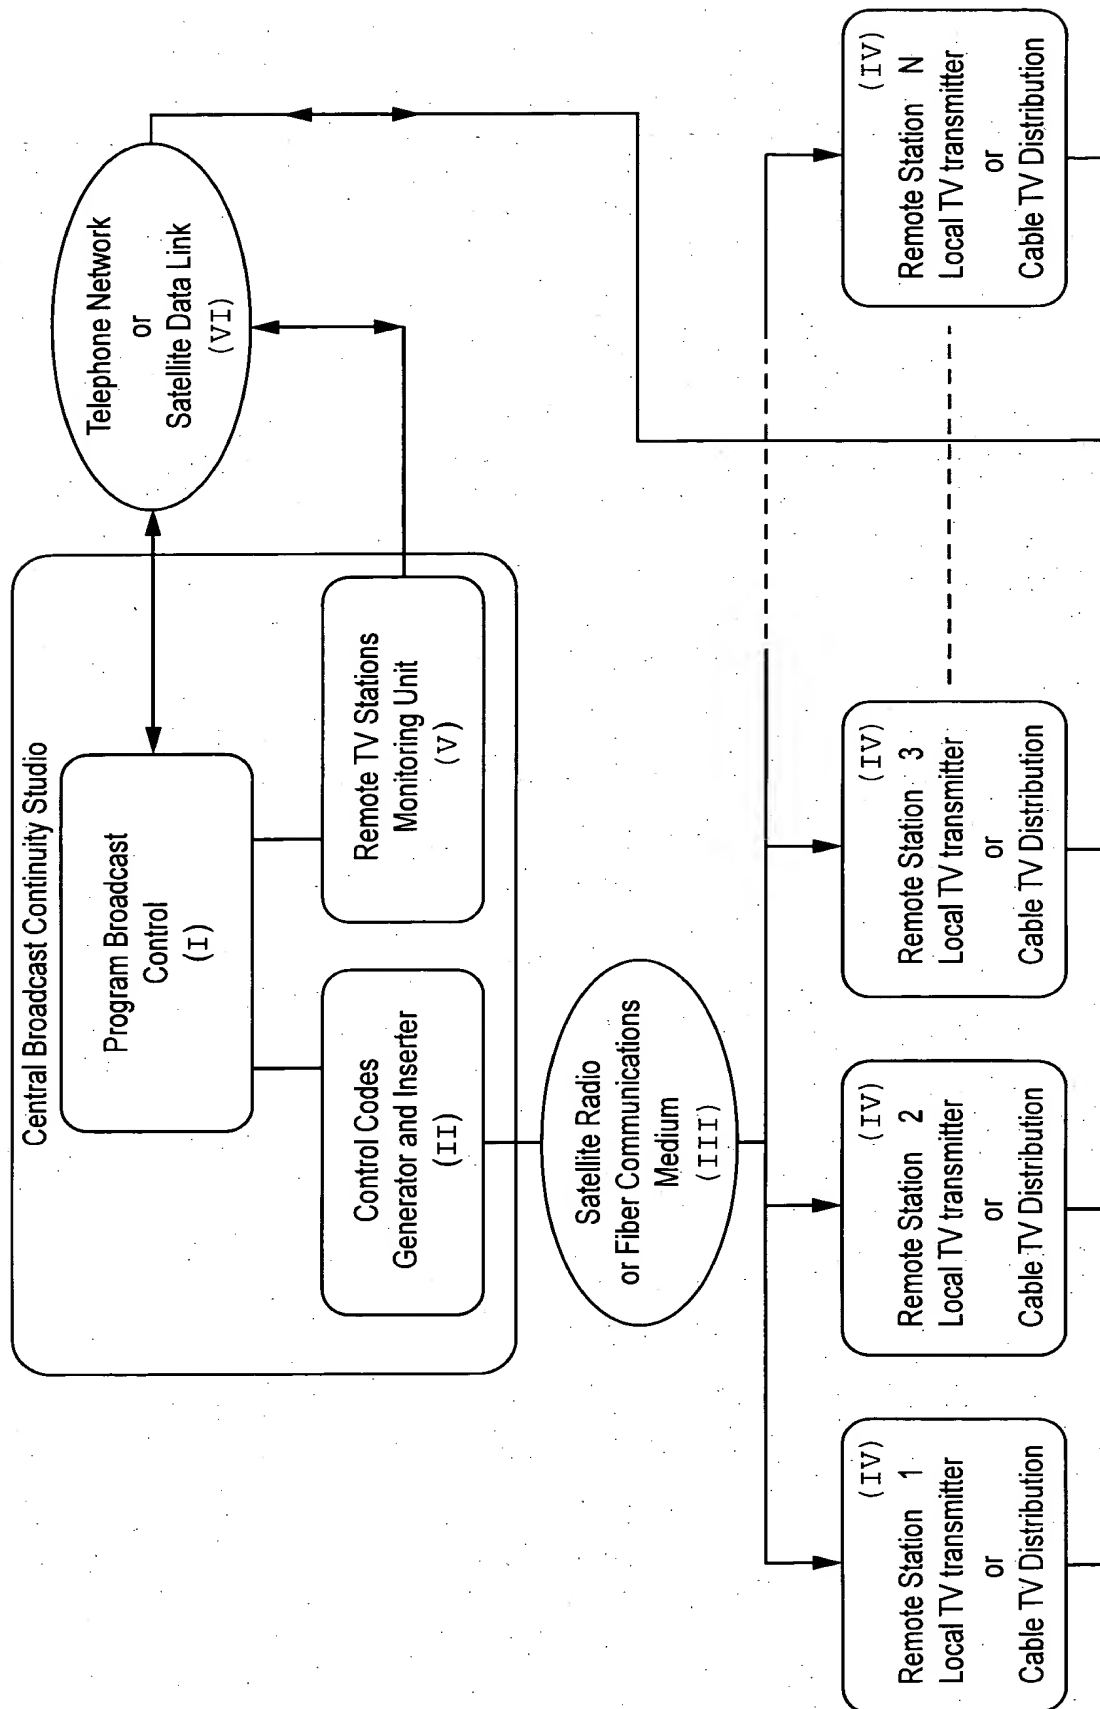 Central Broadcast Continuity Studio
Program Broadcast
Control
(I)
Control Codes
Generator and Inserter
(II)
Remote TV Stations
Monitoring Unit
(V)
Telephone Network
or
Satellite Data Link
(VI)
Satellite Radio
or Fiber Communications
Medium
(III)
(IV)
Remote Station 1
Local TV transmitter
or
Cable TV Distribution
(IV)
Remote Station 2
Local TV transmitter
or
Cable TV Distribution
(IV)
Remote Station 3
Local TV transmitter
or
Cable TV Distribution
(IV)
Remote Station N
Local TV transmitter
or
Cable TV Distribution